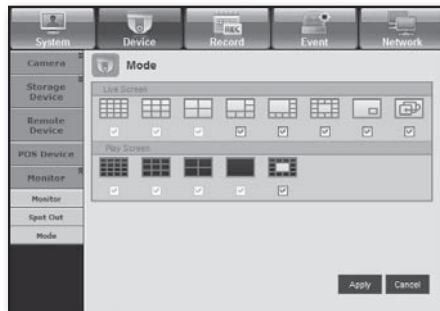 System Device Record Event Network
REC
Camera
Mode
Storage Device
Live Screen
Remote Device
POS Device
Play Screen
Monitor
Monitor
Spot Out
Mode
Apply Cancel